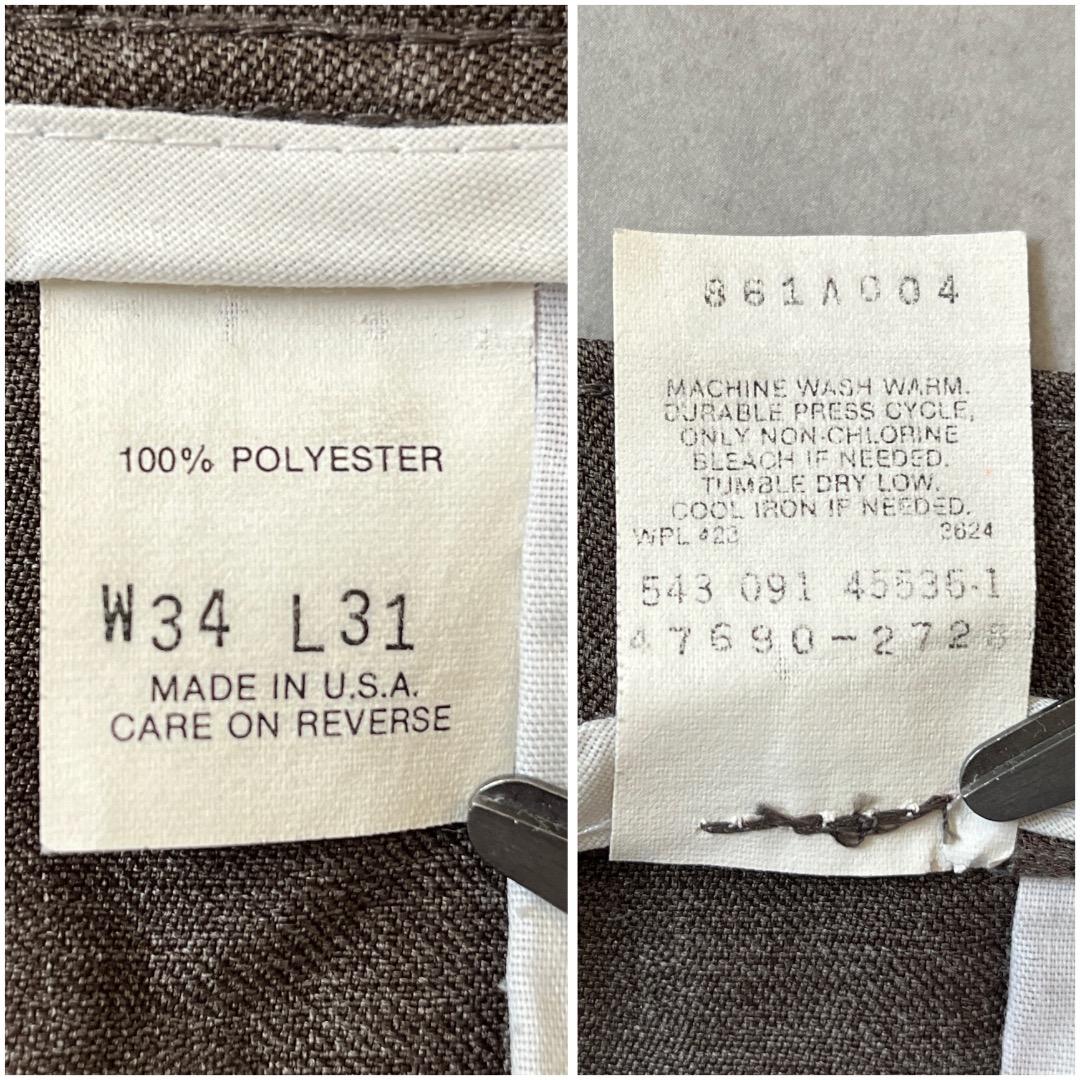 100% POLYESTER
W34 L31
MADE IN U.S.A.
CARE ON REVERSE
861A004
MACHINE WASH WARM.
DURABLE PRESS CYCLE,
ONLY NON-CHLORINE
BLEACH IF NEEDED.
TUMBLE DRY LOW.
COOL IRON IF NEEDED.
WPL 423 3624
543 091 45535-1